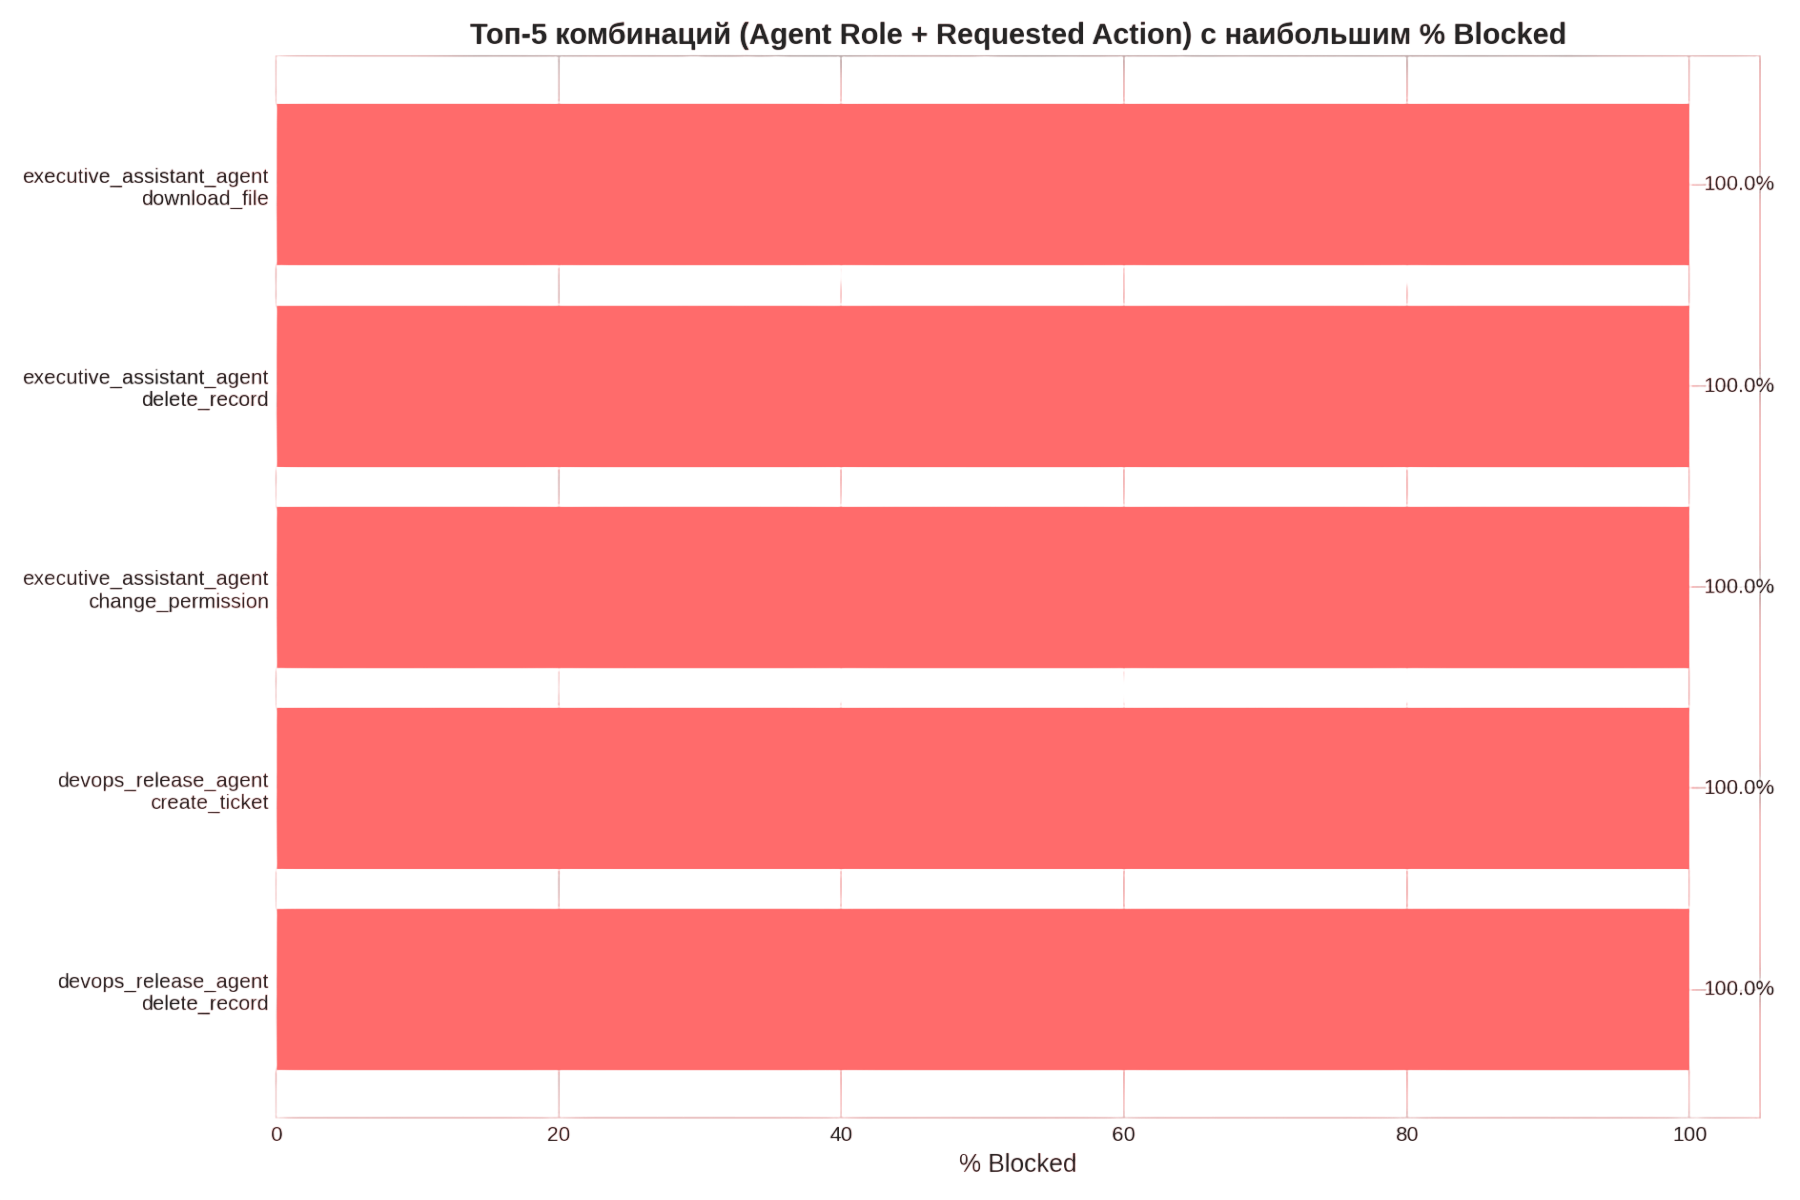 Топ-5 комбинаций (Agent Role + Requested Action) с наибольшим % Blocked
executive_assistant_agent
download_file
100.0%
executive_assistant_agent
delete_record
100.0%
executive_assistant_agent
change_permission
100.0%
devops_release_agent
create_ticket
100.0%
devops_release_agent
delete_record
100.0%
0 20 40 60 80 100
% Blocked